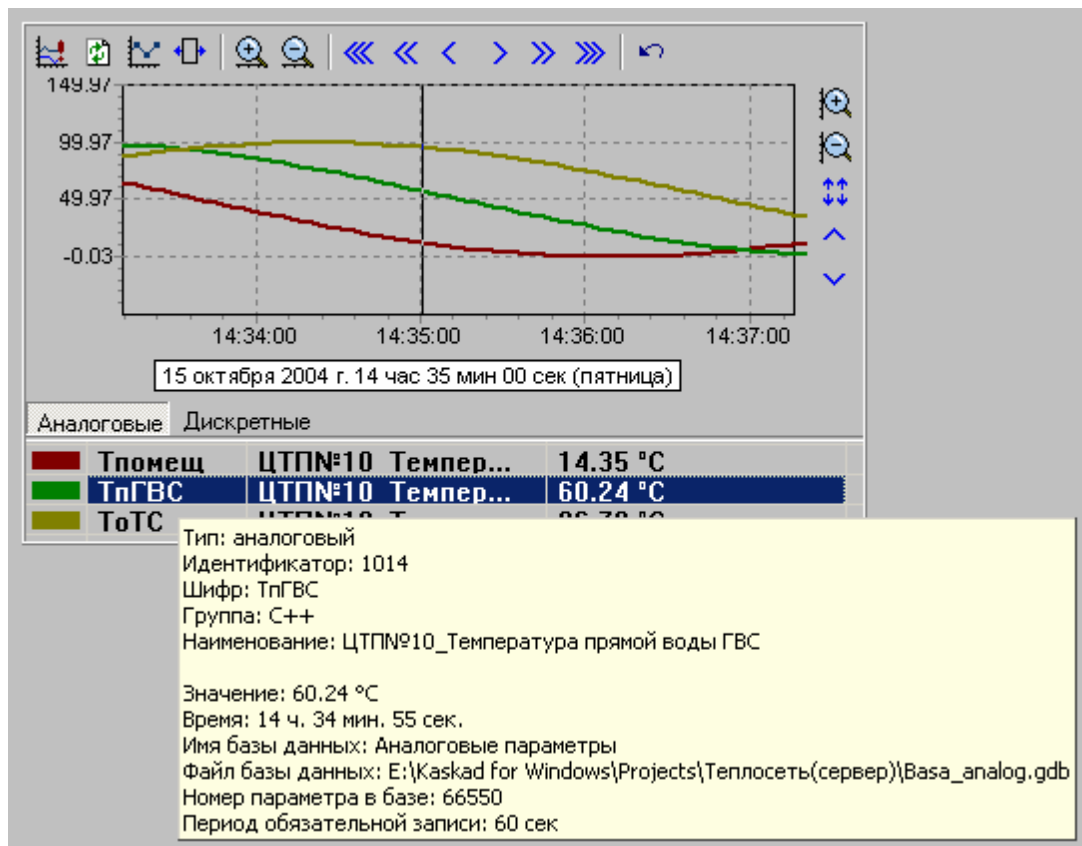 149.97
99.97
49.97
-0.03
14:34:00 14:35:00 14:36:00 14:37:00
15 октября 2004 г. 14 час 35 мин 00 сек (пятница)
Аналоговые Дискретные
Тпомещ ЦТП№10 Темпер... 14.35 °C
ТпГВС ЦТП№10 Темпер... 60.24 °C
ТоТС
Тип: аналоговый
Идентификатор: 1014
Шифр: ТпГВС
Группа: C++
Наименование: ЦТП№10_Температура прямой воды ГВС
Значение: 60.24 °C
Время: 14 ч. 34 мин. 55 сек.
Имя базы данных: Аналоговые параметры
Файл базы данных: E:\Kaskad for Windows\Projects\Теплосеть(сервер)\Basa_analog.gdb
Номер параметра в базе: 66550
Период обязательной записи: 60 сек